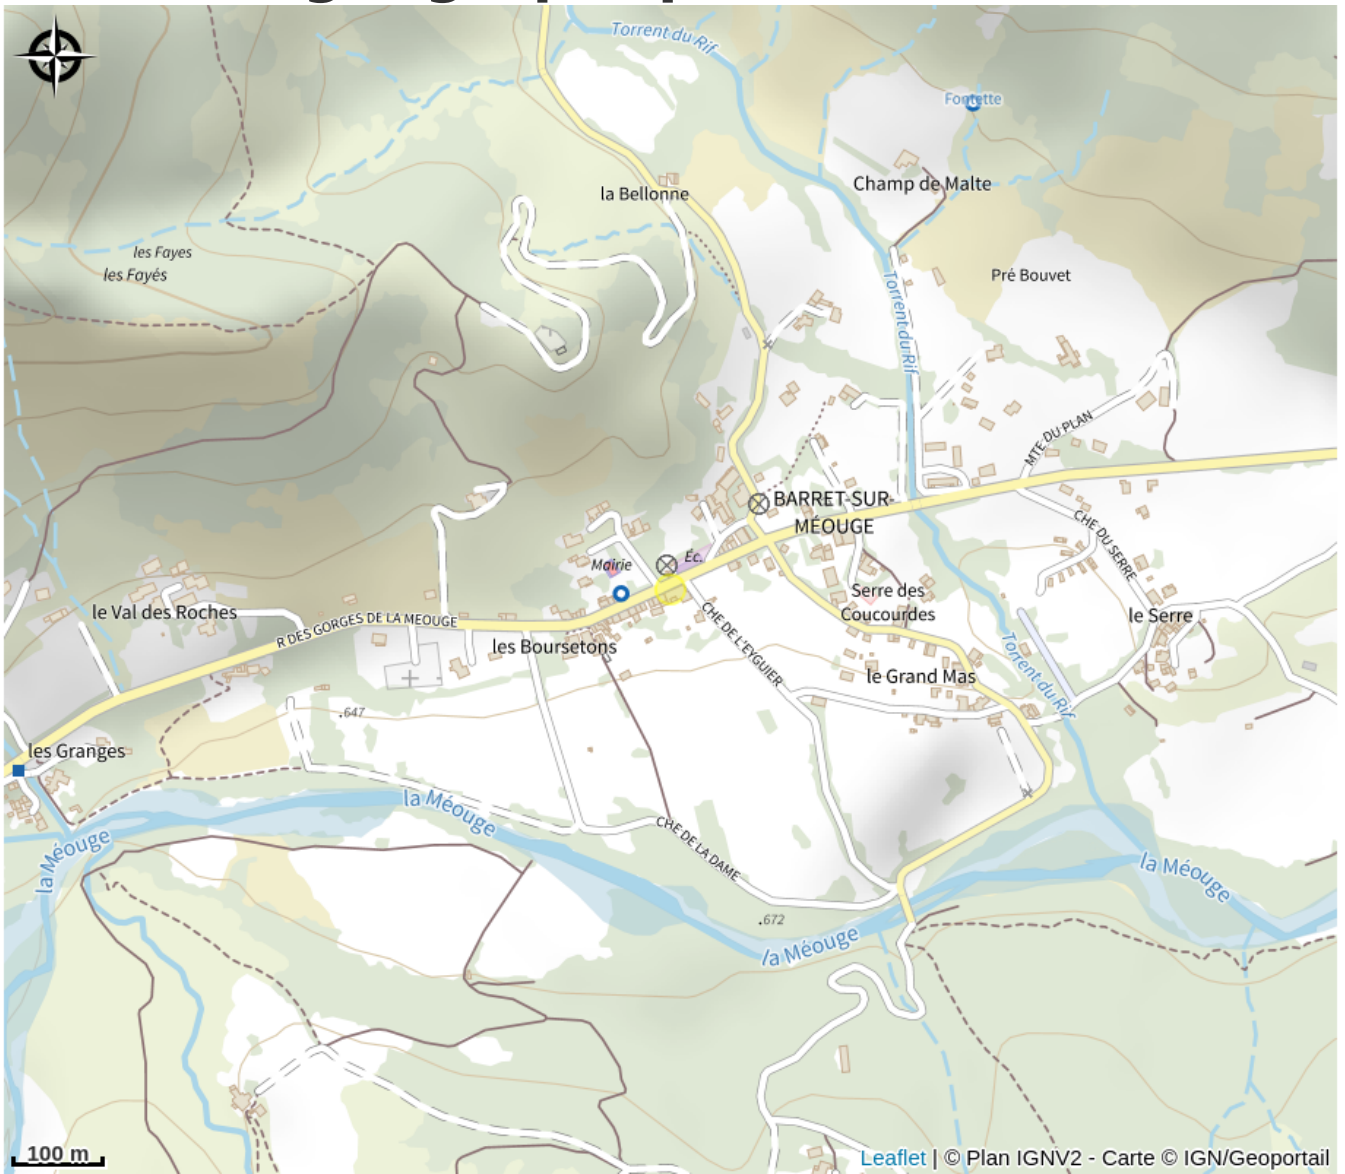 Torrent du Rif
Fontette
Champ de Malte
la Bellonne
les Fayes
les Fayés
Pré Bouvet
Torrent du Rif
MTE DU PLAN
BARRET-SUR-
MÉOUGE
CHE DU SERRE
Éc.
Mairie
le Val des Roches
R DES GORGES DE LA MEOUGE
les Boursetons
CHE DE L'EYGUIER
Serre des
Coucourdes
le Serre
Torrent du Rif
le Grand Mas
.647
les Granges
la Méouge
la Méouge
CHE DE LA DAME
la Méouge
.672
la Méouge
100 m
Leaflet | © Plan IGNV2 - Carte © IGN/Geoportail